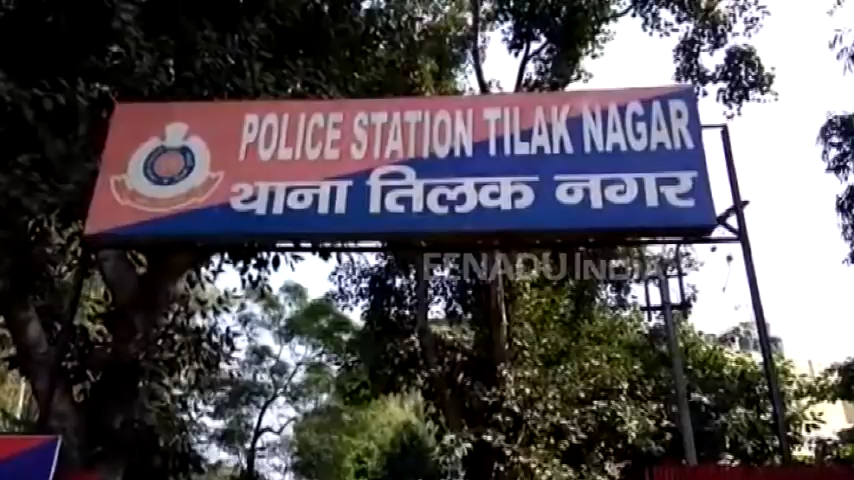 POLICE STATION TILAK NAGAR
थाना तिलक नगर
EENADU INDIA